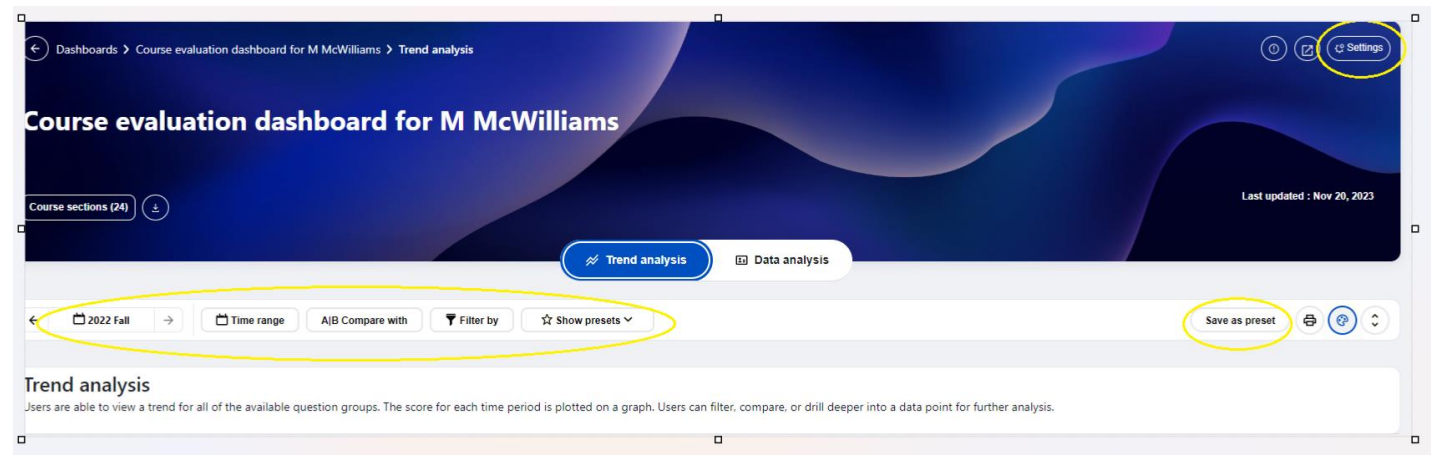 Dashboards > Course evaluation dashboard for M McWilliams > Trend analysis
Settings
Course evaluation dashboard for M McWilliams
Course sections (24)
Last updated : Nov 20, 2023
Trend analysis
Data analysis
2022 Fall
Time range
A|B Compare with
Filter by
Show presets
Save as preset
Trend analysis
Users are able to view a trend for all of the available question groups. The score for each time period is plotted on a graph. Users can filter, compare, or drill deeper into a data point for further analysis.